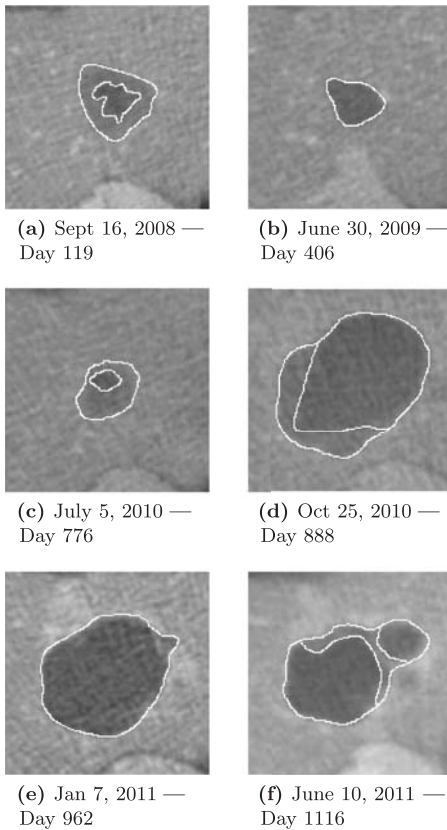 (a) Sept 16, 2008 —
Day 119
(b) June 30, 2009 —
Day 406
(c) July 5, 2010 —
Day 776
(d) Oct 25, 2010 —
Day 888
(e) Jan 7, 2011 —
Day 962
(f) June 10, 2011 —
Day 1116